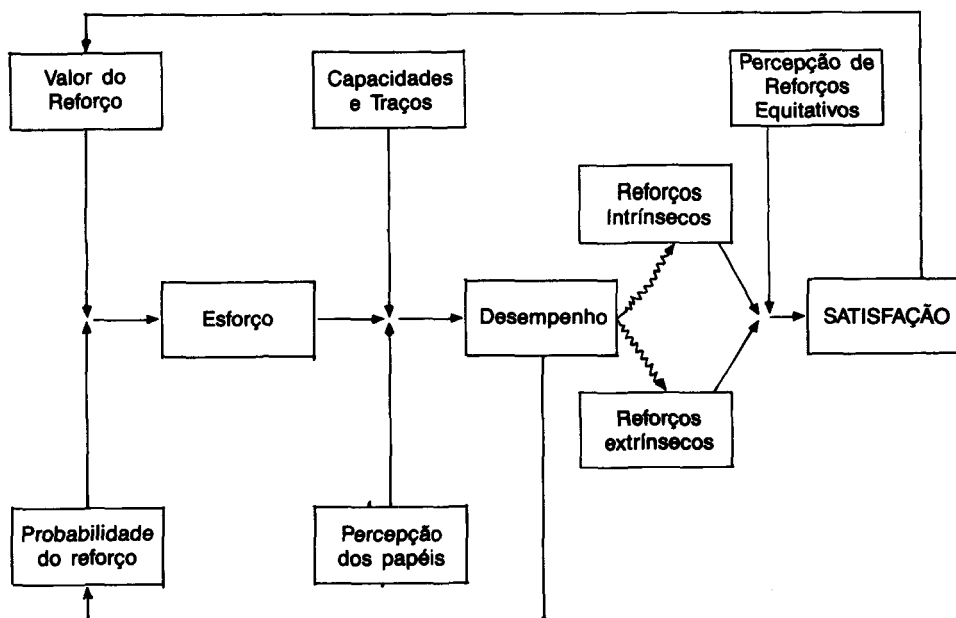 Valor do
Reforço
Capacidades
e Traços
Percepção de
Reforços
Equitativos
Reforços
intrínsecos
Esforço
Desempenho
SATISFAÇÃO
Reforços
extrínsecos
Probabilidade
do reforço
Percepção
dos papéis